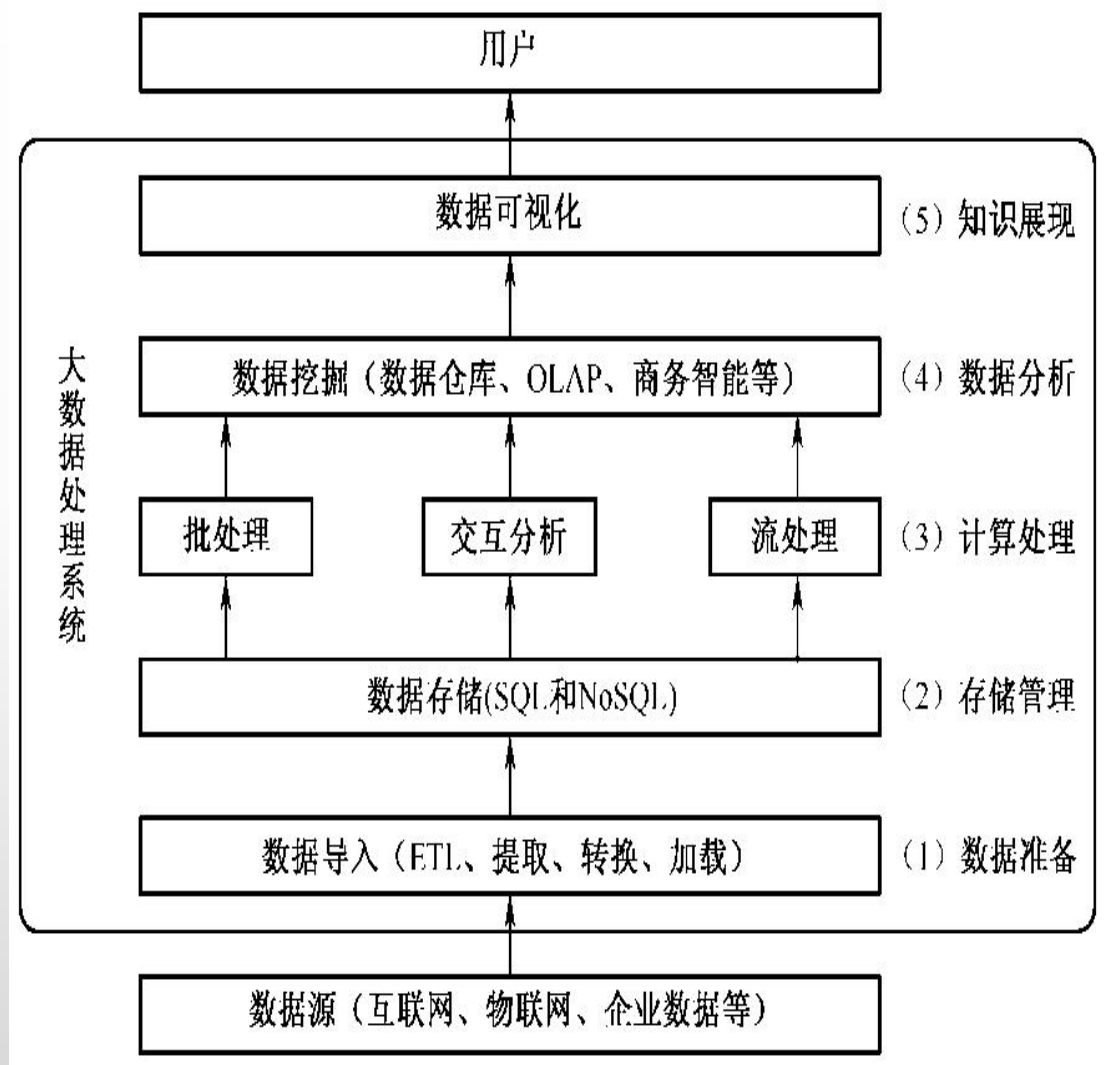 用户
数据可视化
(5) 知识展现
大数据处理系统
数据挖掘（数据仓库、OLAP、商务智能等）
(4) 数据分析
批处理
交互分析
流处理
(3) 计算处理
数据存储(SQL和NoSQL)
(2) 存储管理
数据导入（ETL、提取、转换、加载）
(1) 数据准备
数据源（互联网、物联网、企业数据等）